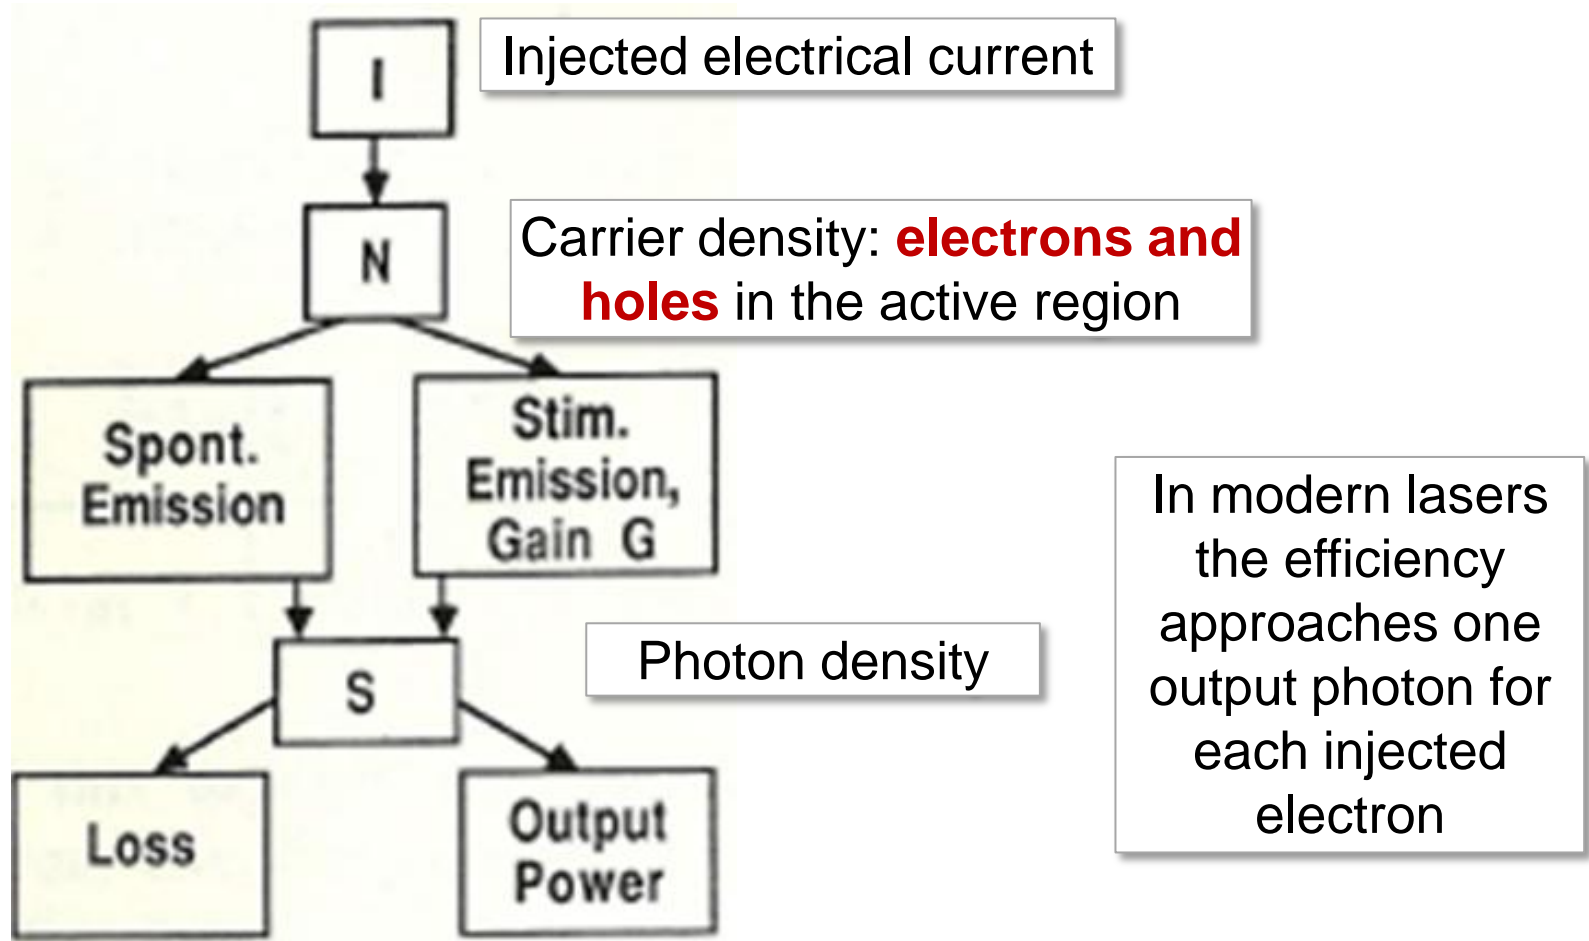 I
Injected electrical current
N
Carrier density: electrons and
holes in the active region
Spont.
Emission
Stim.
Emission,
Gain G
S
Photon density
Loss
Output
Power
In modern lasers
the efficiency
approaches one
output photon for
each injected
electron